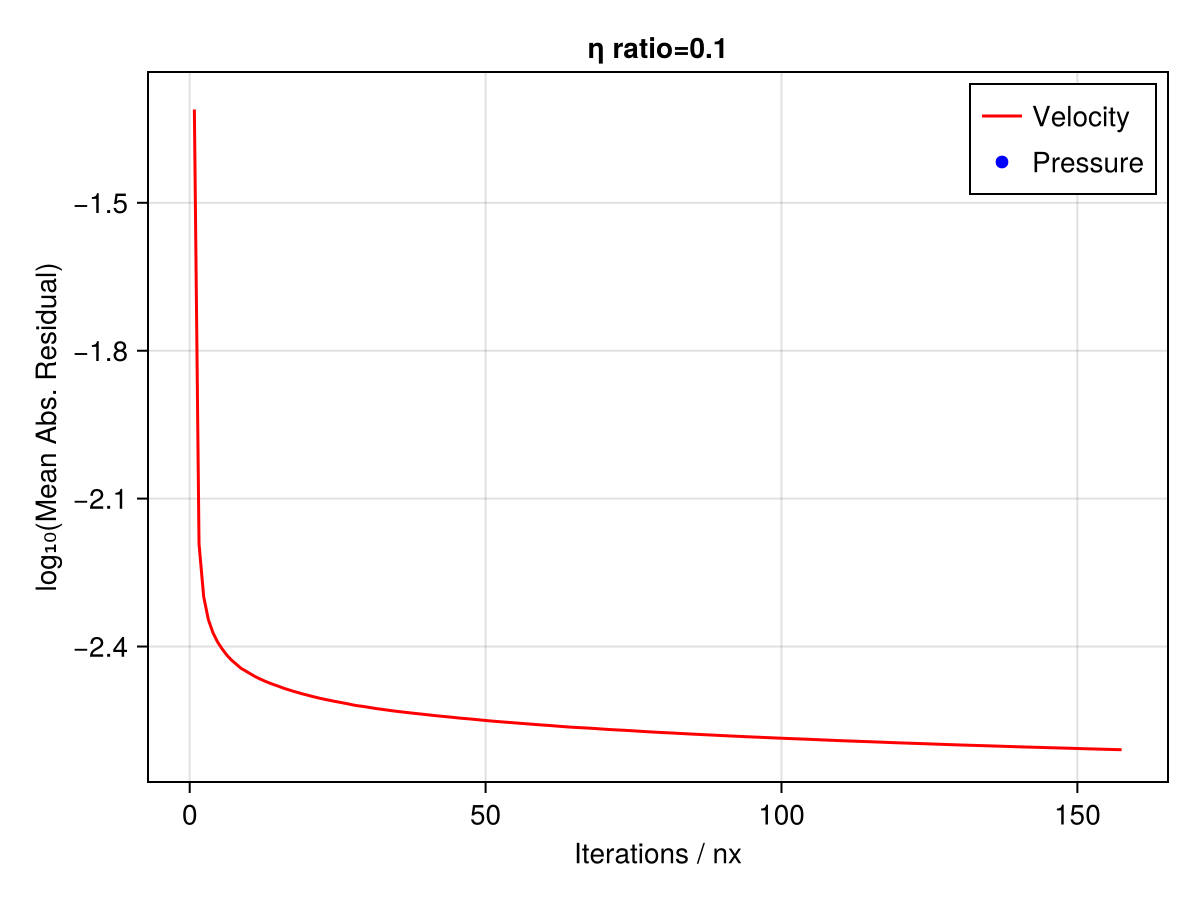 η ratio=0.1
Velocity
Pressure
−1.5
−1.8
−2.1
−2.4
log₁₀(Mean Abs. Residual)
0 50 100 150
Iterations / nx